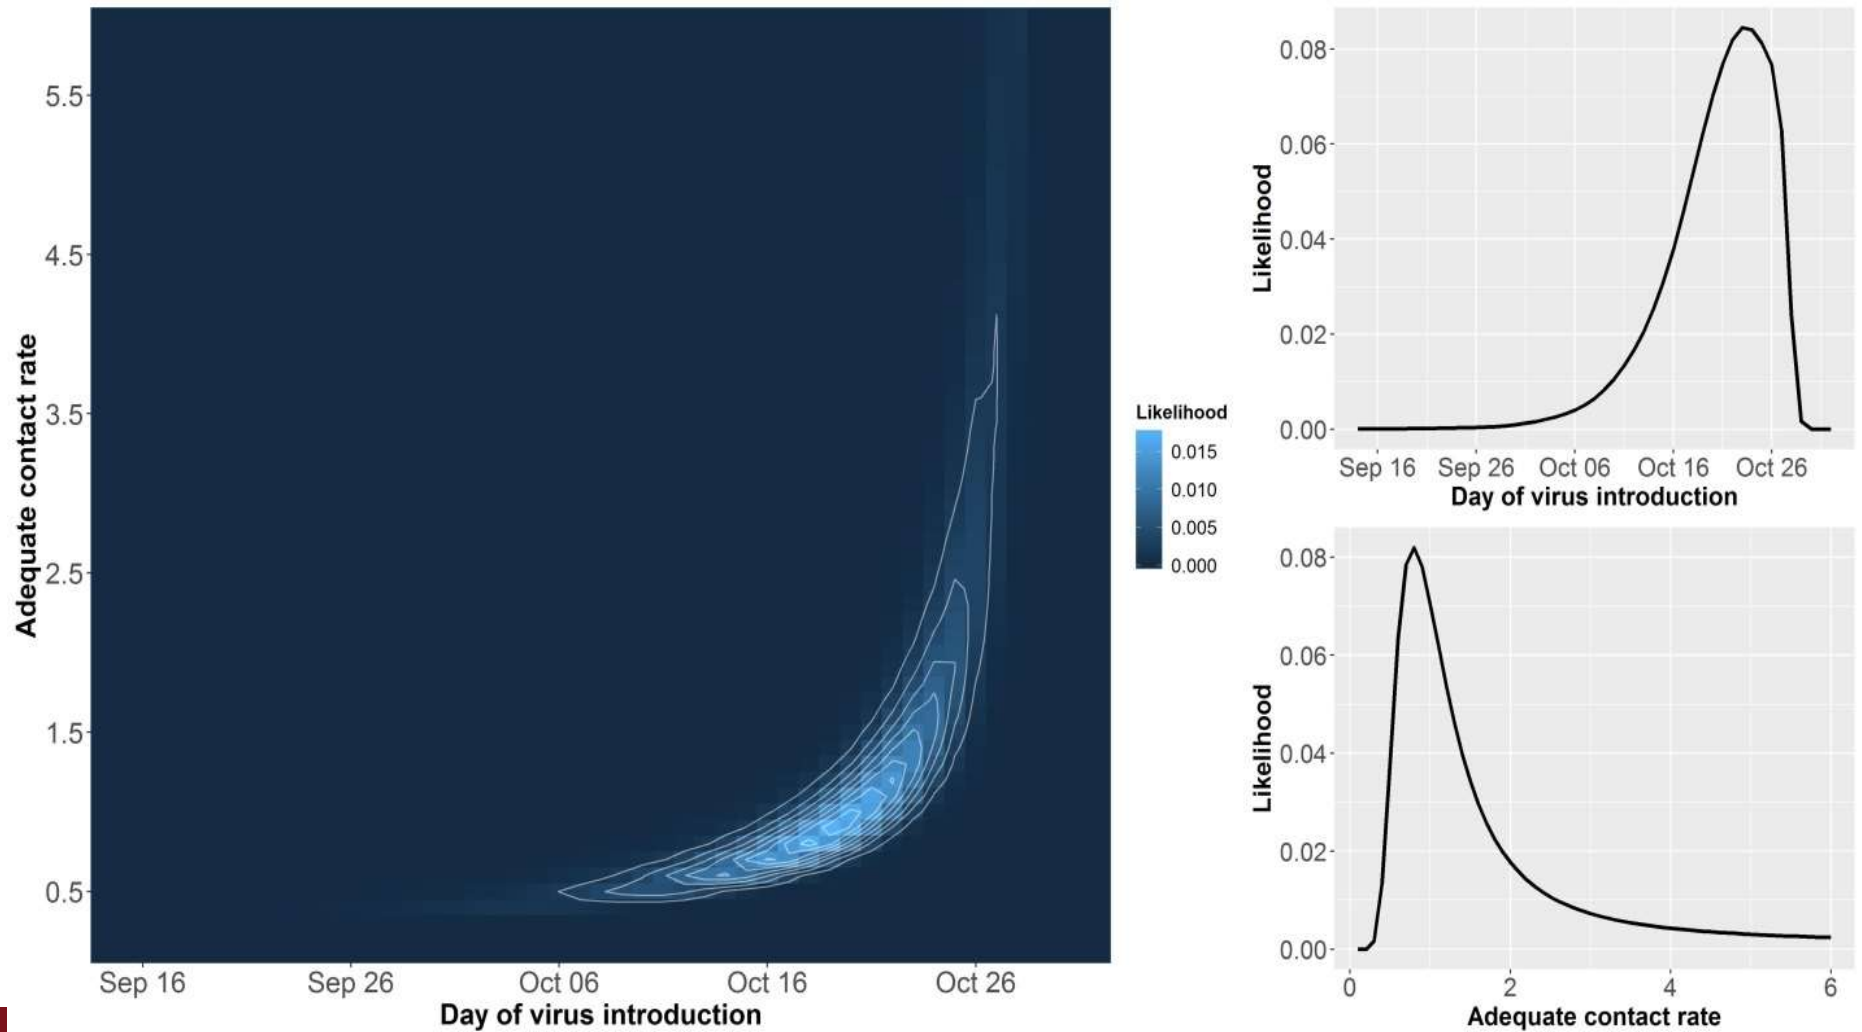 5.5
4.5
3.5
2.5
1.5
0.5
Adequate contact rate
Sep 16 Sep 26 Oct 06 Oct 16 Oct 26
Day of virus introduction
Likelihood
0.015
0.010
0.005
0.000
0.08
0.06
0.04
0.02
0.00
Likelihood
Sep 16 Sep 26 Oct 06 Oct 16 Oct 26
Day of virus introduction
0.08
0.06
0.04
0.02
0.00
Likelihood
0 2 4 6
Adequate contact rate